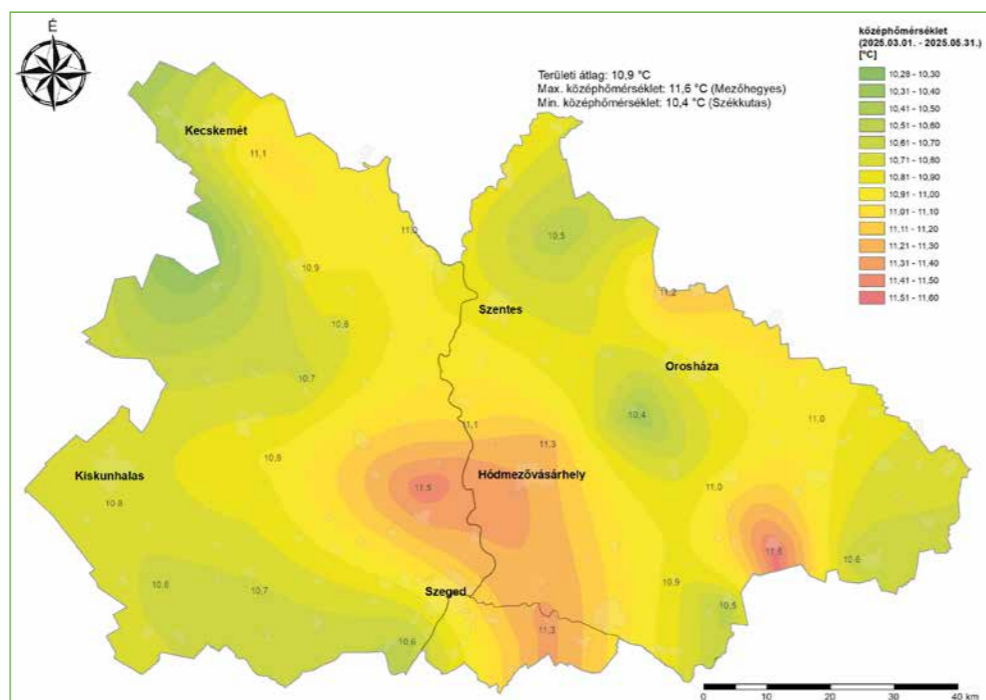 É
középhőmérséklet
(2025.03.01. - 2025.05.31.)
[°C]
10,28 - 10,30
10,31 - 10,40
10,41 - 10,50
10,51 - 10,60
10,61 - 10,70
10,71 - 10,80
10,81 - 10,90
10,91 - 11,00
11,01 - 11,10
11,11 - 11,20
11,21 - 11,30
11,31 - 11,40
11,41 - 11,50
11,51 - 11,60
Területi átlag: 10,9 °C
Max. középhőmérséklet: 11,6 °C (Mezőhegyes)
Min. középhőmérséklet: 10,4 °C (Székkutas)
Kecskemét
11,1
11,0
10,5
10,9
11,2
Szentes
10,8
Orosháza
10,7
10,4
11,0
11,1
11,3
10,8
Kiskunhalas
Hódmezővásárhely
11,5
11,0
10,8
11,6
10,6
10,9
10,7
Szeged
10,5
11,3
10,6
0 10 20 30 40 km